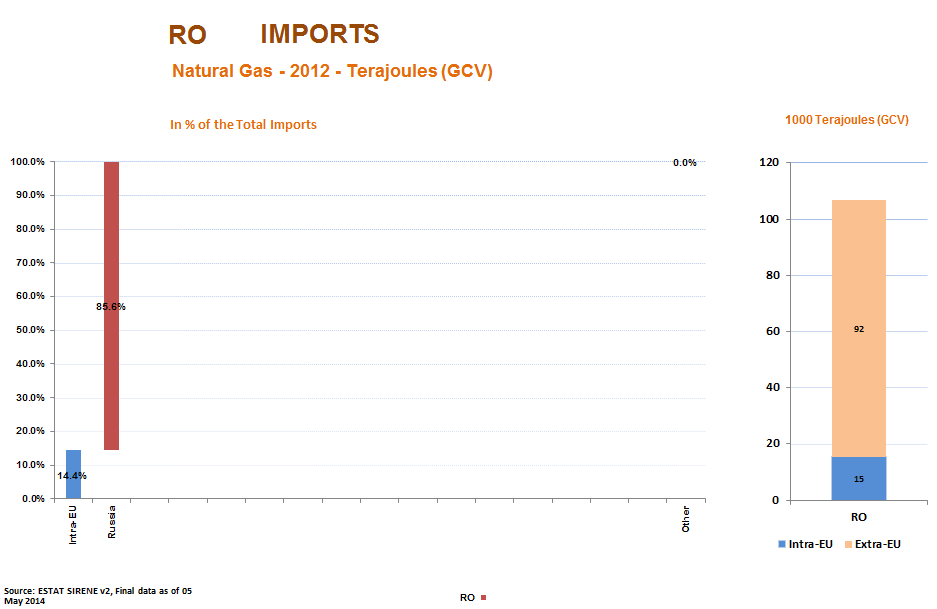 RO IMPORTS
Natural Gas - 2012 - Terajoules (GCV)
In % of the Total Imports
100.0%
90.0%
80.0%
70.0%
60.0%
50.0%
40.0%
30.0%
20.0%
10.0%
0.0%
14.4%
85.6%
0.0%
Intra-EU
Russia
Other
1000 Terajoules (GCV)
120
100
80
60
40
20
0
92
15
RO
Intra-EU Extra-EU
Source: ESTAT SIRENE v2, Final data as of 05
May 2014
RO